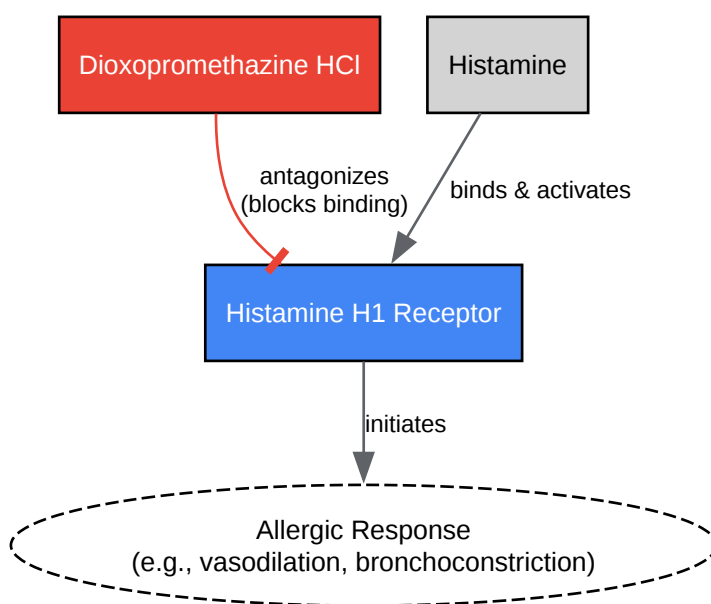 Dioxopromethazine HCl
Histamine
antagonizes
(blocks binding)
binds & activates
Histamine H1 Receptor
initiates
Allergic Response
(e.g., vasodilation, bronchoconstriction)